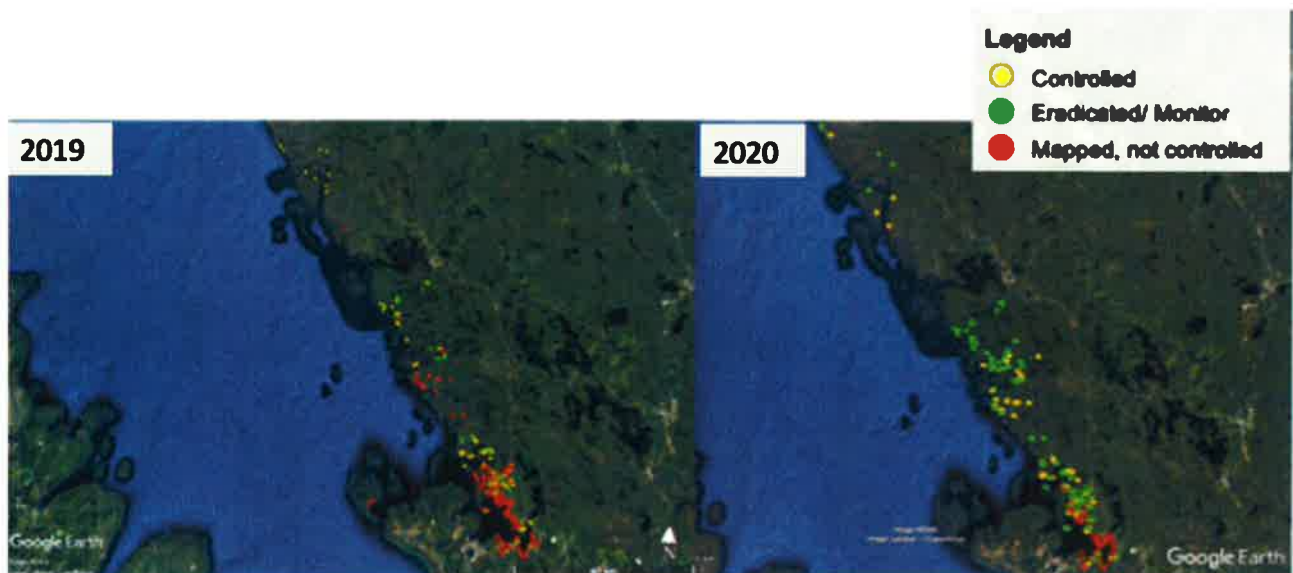 Legend
Controlled
Eradicated/ Monitor
Mapped, not controlled
2019
2020
Google Earth
Google Earth